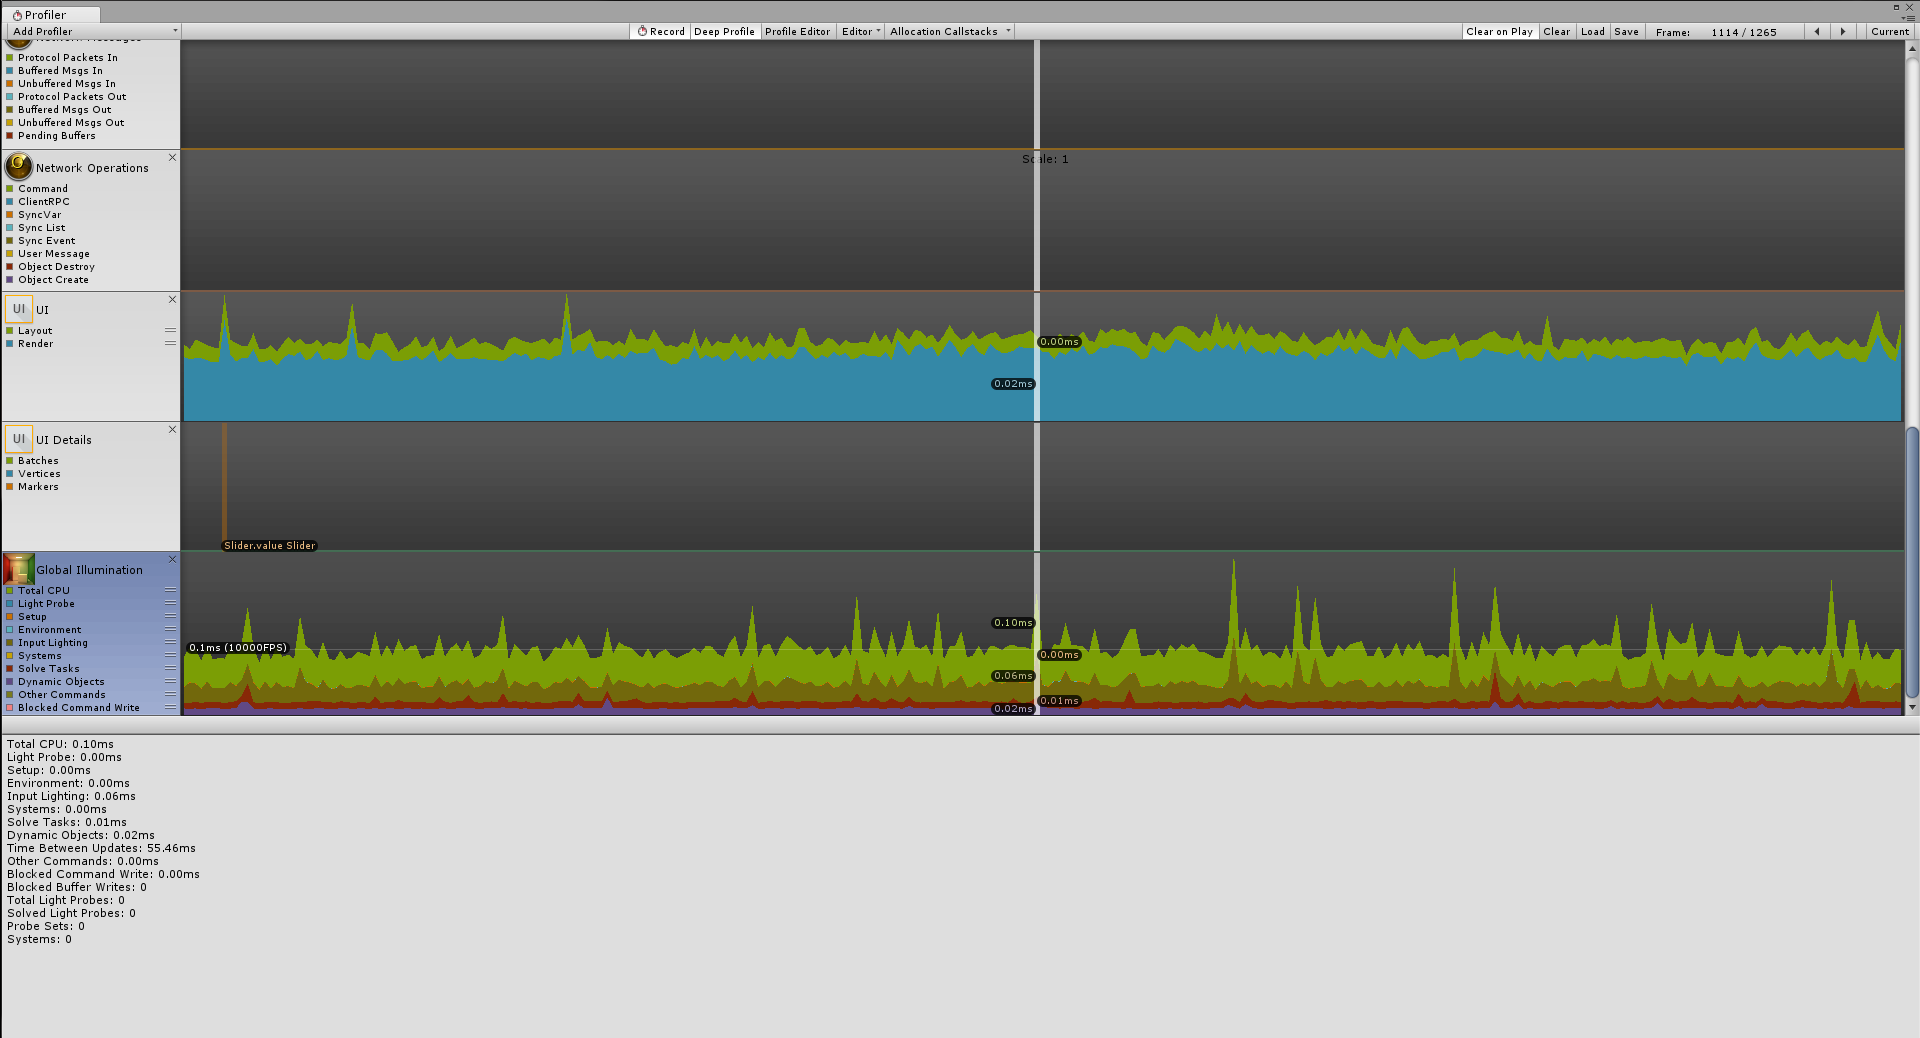 Profiler
Add Profiler
Record Deep Profile Profile Editor Editor Allocation Callstacks Clear on Play Clear Load Save Frame: 1114 / 1265 Current
Protocol Packets In
Buffered Msgs In
Unbuffered Msgs In
Protocol Packets Out
Buffered Msgs Out
Unbuffered Msgs Out
Pending Buffers
Network Operations
Scale: 1
Command
ClientRPC
SyncVar
Sync List
Sync Event
User Message
Object Destroy
Object Create
UI UI
Layout
Render
0.00ms
0.02ms
UI UI Details
Batches
Vertices
Markers
Slider.value Slider
Global Illumination
Total CPU
Light Probe
Setup
Environment
Input Lighting
Systems
Solve Tasks
Dynamic Objects
Other Commands
Blocked Command Write
0.1ms (10000FPS)
0.10ms
0.00ms
0.06ms
0.01ms
0.02ms
Total CPU: 0.10ms
Light Probe: 0.00ms
Setup: 0.00ms
Environment: 0.00ms
Input Lighting: 0.06ms
Systems: 0.00ms
Solve Tasks: 0.01ms
Dynamic Objects: 0.02ms
Time Between Updates: 55.46ms
Other Commands: 0.00ms
Blocked Command Write: 0.00ms
Blocked Buffer Writes: 0
Total Light Probes: 0
Solved Light Probes: 0
Probe Sets: 0
Systems: 0